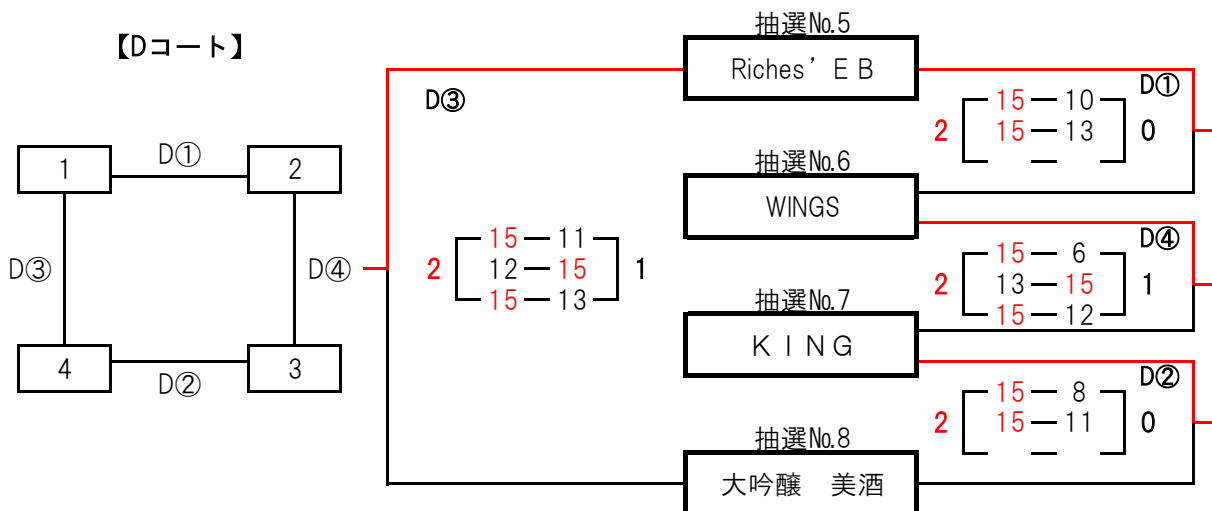 【Dコート】
1
D①
2
D③
D④
4
D②
3
D③
2
15 — 11
12 — 15
15 — 13
1
抽選№5
Riches’ＥＢ
D①
2
15 — 10
15 — 13
—
0
抽選№6
WINGS
D④
2
15 — 6
13 — 15
15 — 12
1
抽選№7
ＫＩＮＧ
D②
2
15 — 8
15 — 11
—
0
抽選№8
大吟醸　美酒